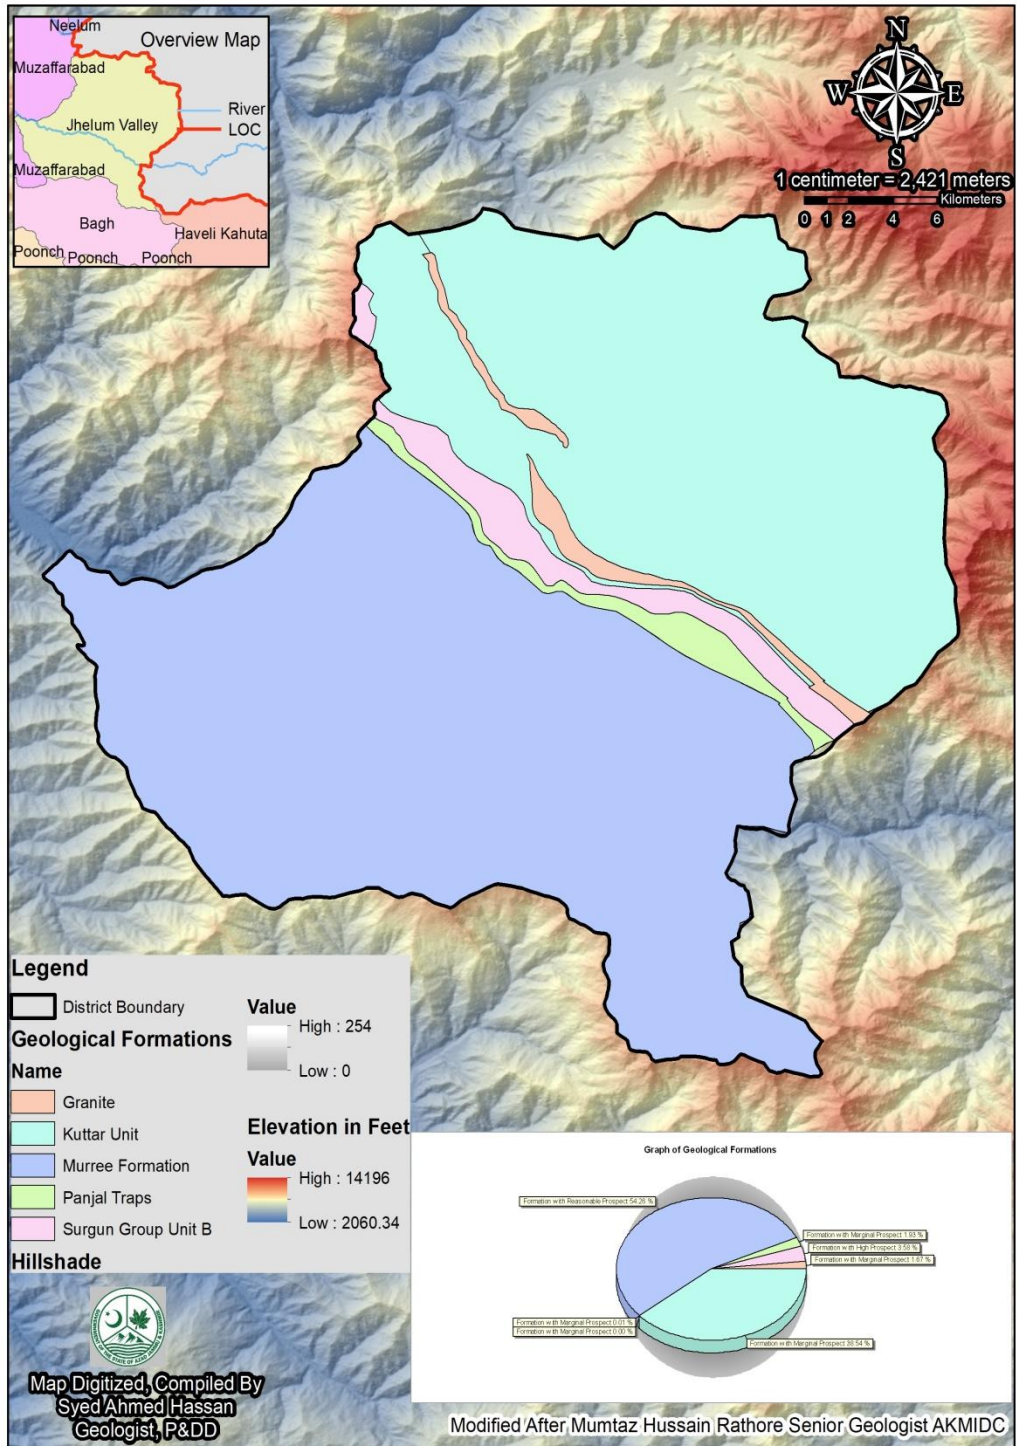 Overview Map
Neelum
Muzaffarabad
Jhelum Valley
River
LOC
Muzaffarabad
Bagh
Haveli Kahuta
Poonch
Poonch
Poonch
N
W
E
S
1 centimeter = 2,421 meters
Kilometers
0 1 2 4 6
Legend
District Boundary
Geological Formations
Name
Granite
Kuttar Unit
Murree Formation
Panjal Traps
Surgun Group Unit B
Hillshade
Value
High : 254
Low : 0
Elevation in Feet
Value
High : 14196
Low : 2060.34
Graph of Geological Formations
Formation with Reasonable Prospect 54.26 %
Formation with Marginal Prospect 1.93 %
Formation with High Prospect 3.58 %
Formation with Marginal Prospect 1.67 %
Formation with Marginal Prospect 0.01 %
Formation with Marginal Prospect 0.00 %
Formation with Marginal Prospect 38.54 %
Map Digitized, Compiled By
Syed Ahmed Hassan
Geologist, P&DD
Modified After Mumtaz Hussain Rathore Senior Geologist AKMIDC